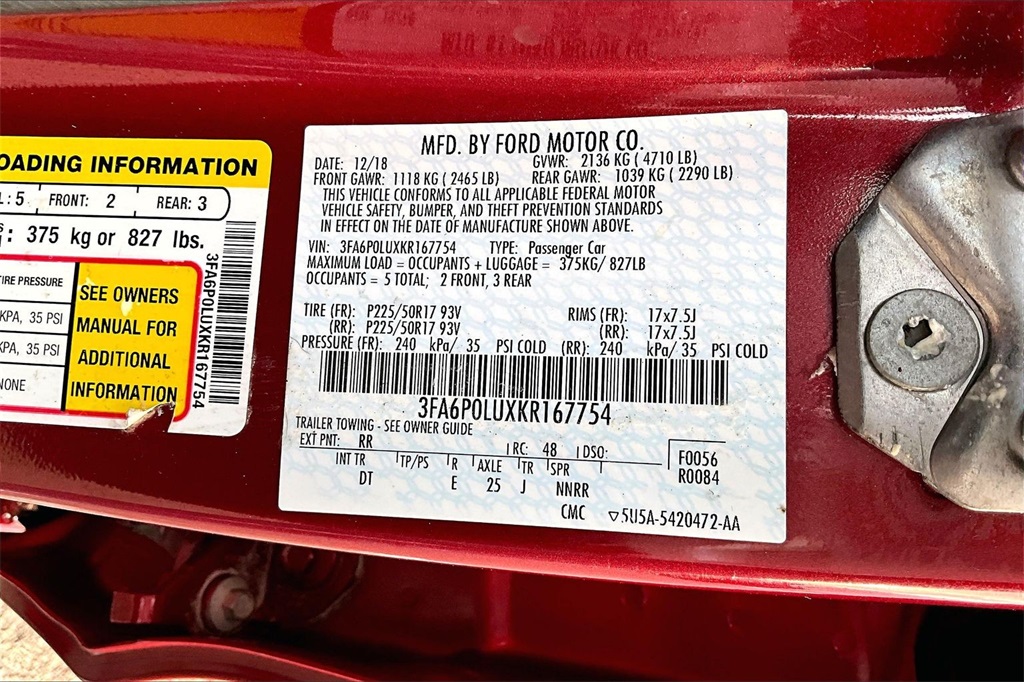 OADING INFORMATION
: 5 FRONT: 2 REAR: 3
: 375 kg or 827 lbs.
TIRE PRESSURE
KPA, 35 PSI
KPA, 35 PSI
NONE
SEE OWNERS
MANUAL FOR
ADDITIONAL
INFORMATION
3FA6P0LUXKR167754
MFD. BY FORD MOTOR CO.
DATE: 12/18 GVWR: 2136 KG ( 4710 LB)
FRONT GAWR: 1118 KG ( 2465 LB) REAR GAWR: 1039 KG ( 2290 LB)
THIS VEHICLE CONFORMS TO ALL APPLICABLE FEDERAL MOTOR
VEHICLE SAFETY, BUMPER, AND THEFT PREVENTION STANDARDS
IN EFFECT ON THE DATE OF MANUFACTURE SHOWN ABOVE.
VIN: 3FA6P0LUXKR167754 TYPE: Passenger Car
MAXIMUM LOAD = OCCUPANTS + LUGGAGE = 375KG/ 827LB
OCCUPANTS = 5 TOTAL; 2 FRONT, 3 REAR
TIRE (FR): P225/50R17 93V RIMS (FR): 17x7.5J
(RR): P225/50R17 93V (RR): 17x7.5J
PRESSURE (FR): 240 kPa/ 35 PSI COLD (RR): 240 kPa/ 35 PSI COLD
3FA6P0LUXKR167754
TRAILER TOWING - SEE OWNER GUIDE
EXT PNT: RR RC: 48 DSO: F0056
R0084
INT TR TP/PS R AXLE TR SPR
DT E 25 J NNRR
CMC ▽5U5A-5420472-AA